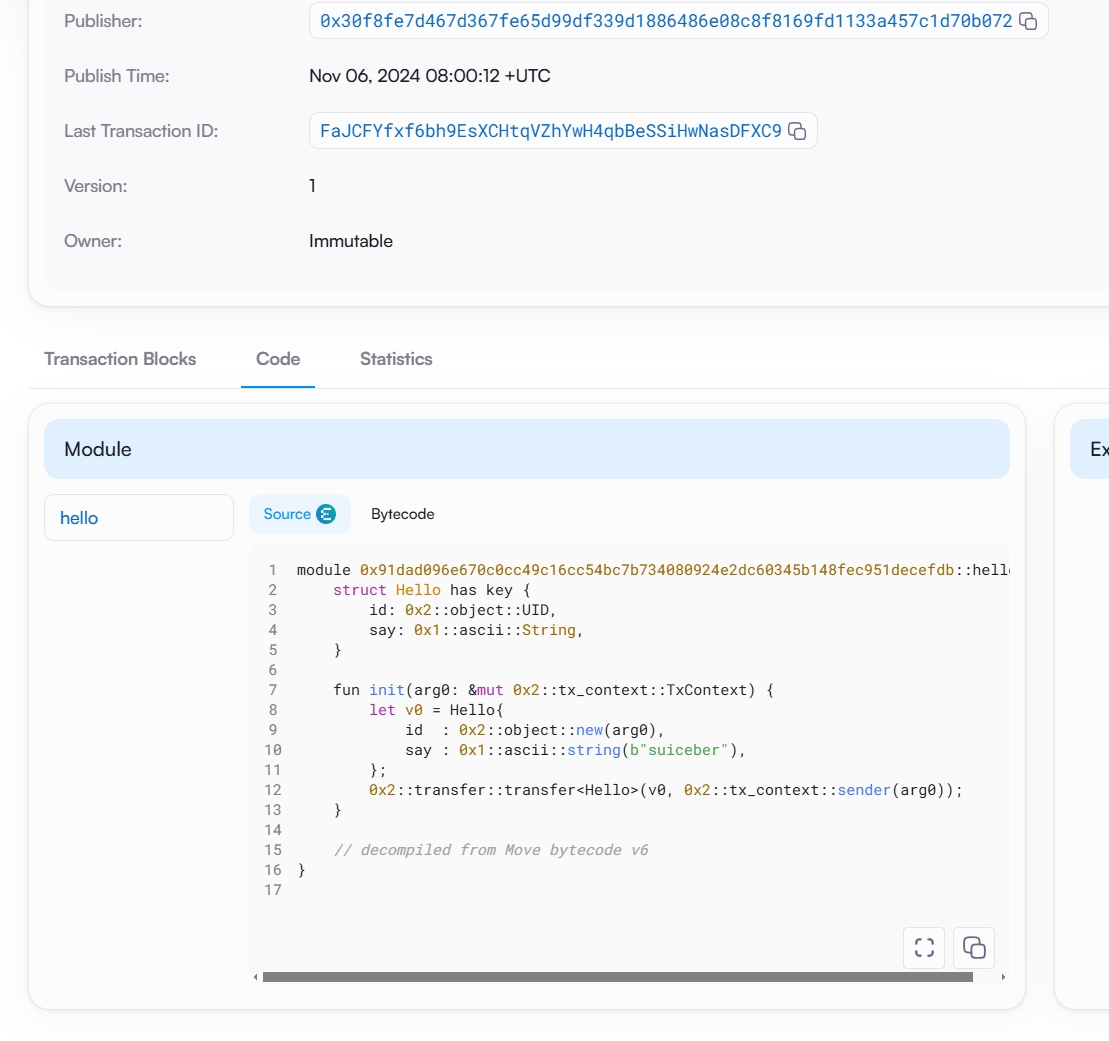 Publisher: 0x30f8fe7d467d367fe65d99df339d1886486e08c8f8169fd1133a457c1d70b072
Publish Time: Nov 06, 2024 08:00:12 +UTC
Last Transaction ID: FaJCFYfxf6bh9EsXCHtqVZhYwH4qbBeSSiHwNasDFXC9
Version: 1
Owner: Immutable
Transaction Blocks Code Statistics
Module
Ex
hello
Source Bytecode
1 module 0x91dad096e670c0cc49c16cc54bc7b734080924e2dc60345b148fec951decefdb::hell
2     struct Hello has key {
3         id: 0x2::object::UID,
4         say: 0x1::ascii::String,
5     }
6
7     fun init(arg0: &mut 0x2::tx_context::TxContext) {
8         let v0 = Hello{
9             id  : 0x2::object::new(arg0),
10             say : 0x1::ascii::string(b"suiceber"),
11         };
12         0x2::transfer::transfer<Hello>(v0, 0x2::tx_context::sender(arg0));
13     }
14
15     // decompiled from Move bytecode v6
16 }
17